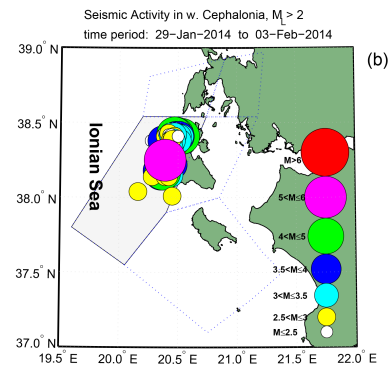 Seismic Activity in w. Cephalonia, M_L > 2
time period: 29−Jan−2014 to 03−Feb−2014
(b)
39.0° N
38.5° N
38.0° N
37.5° N
37.0° N
Ionian Sea
M>6
5<M≤6
4<M≤5
3.5<M≤4
3<M≤3.5
2.5<M≤3
M≤2.5
19.5° E
20.0° E
20.5° E
21.0° E
21.5° E
22.0° E